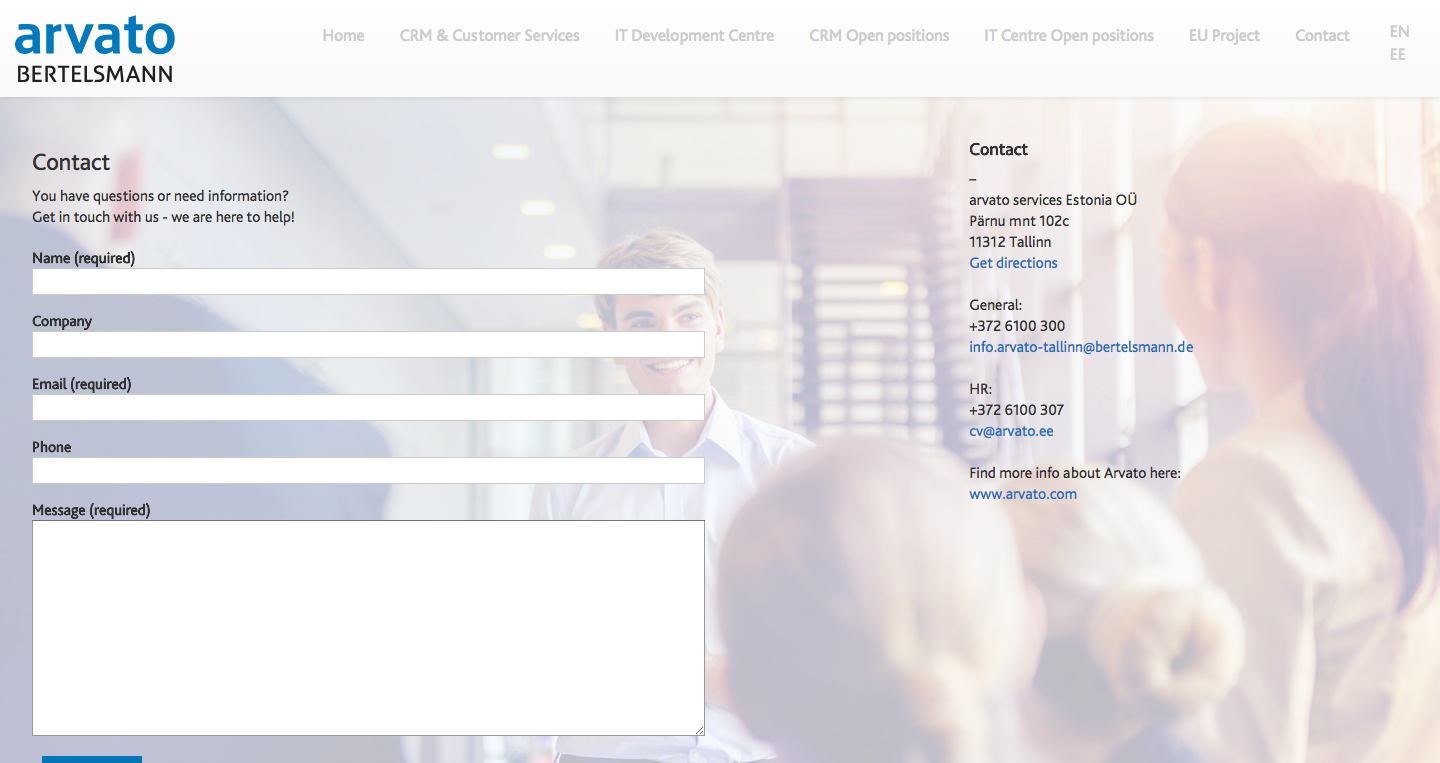 arvato
BERTELSMANN
Home
CRM & Customer Services
IT Development Centre
CRM Open positions
IT Centre Open positions
EU Project
Contact
EN
EE
Contact
You have questions or need information?
Get in touch with us - we are here to help!
Name (required)
Company
Email (required)
Phone
Message (required)
Contact
–
arvato services Estonia OÜ
Pärnu mnt 102c
11312 Tallinn
Get directions
General:
+372 6100 300
info.arvato-tallinn@bertelsmann.de
HR:
+372 6100 307
cv@arvato.ee
Find more info about Arvato here:
www.arvato.com